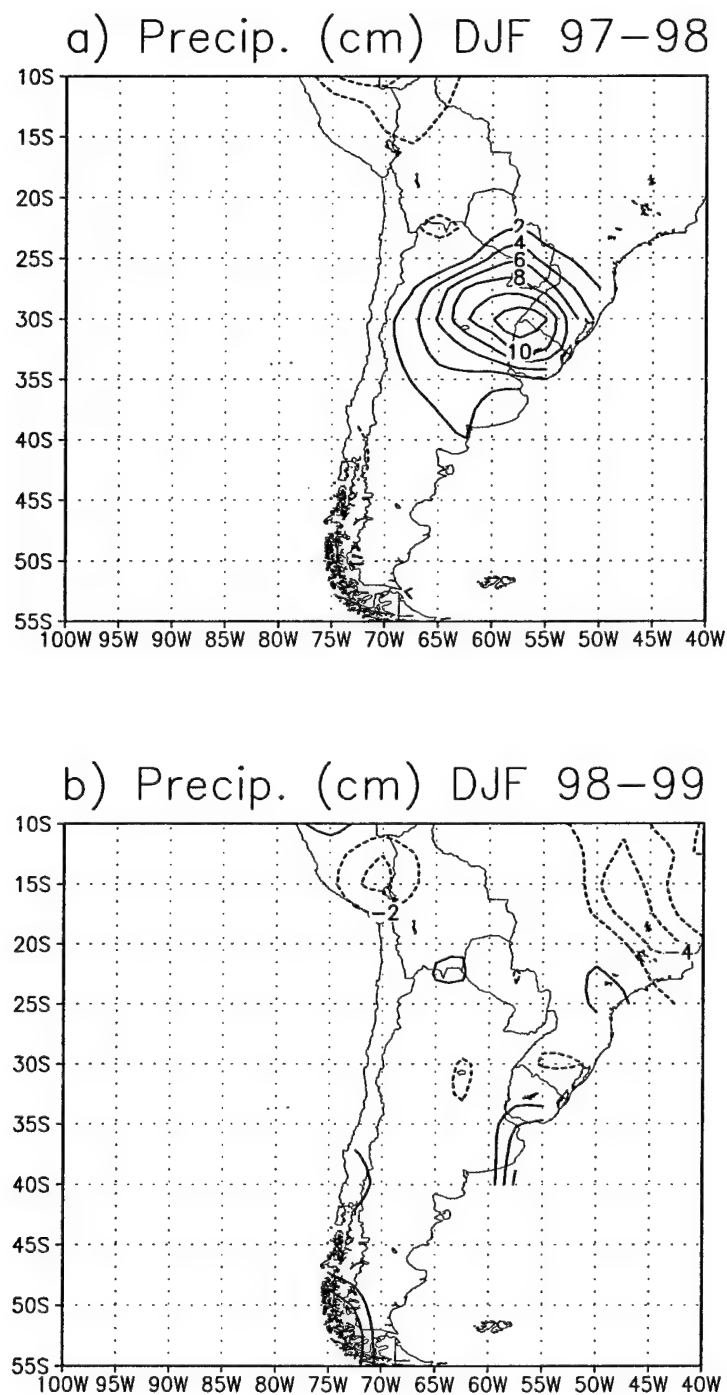 a) Precip. (cm) DJF 97-98
10S
15S
20S
25S
30S
35S
40S
45S
50S
55S
2
4
6
8
10
100W 95W 90W 85W 80W 75W 70W 65W 60W 55W 50W 45W 40W
b) Precip. (cm) DJF 98-99
10S
15S
20S
25S
30S
35S
40S
45S
50S
55S
-2
-4
100W 95W 90W 85W 80W 75W 70W 65W 60W 55W 50W 45W 40W